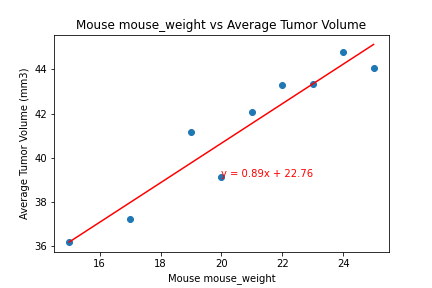 Mouse mouse_weight vs Average Tumor Volume
Average Tumor Volume (mm3)
44
42
40
38
36
y = 0.89x + 22.76
16
18
20
22
24
Mouse mouse_weight